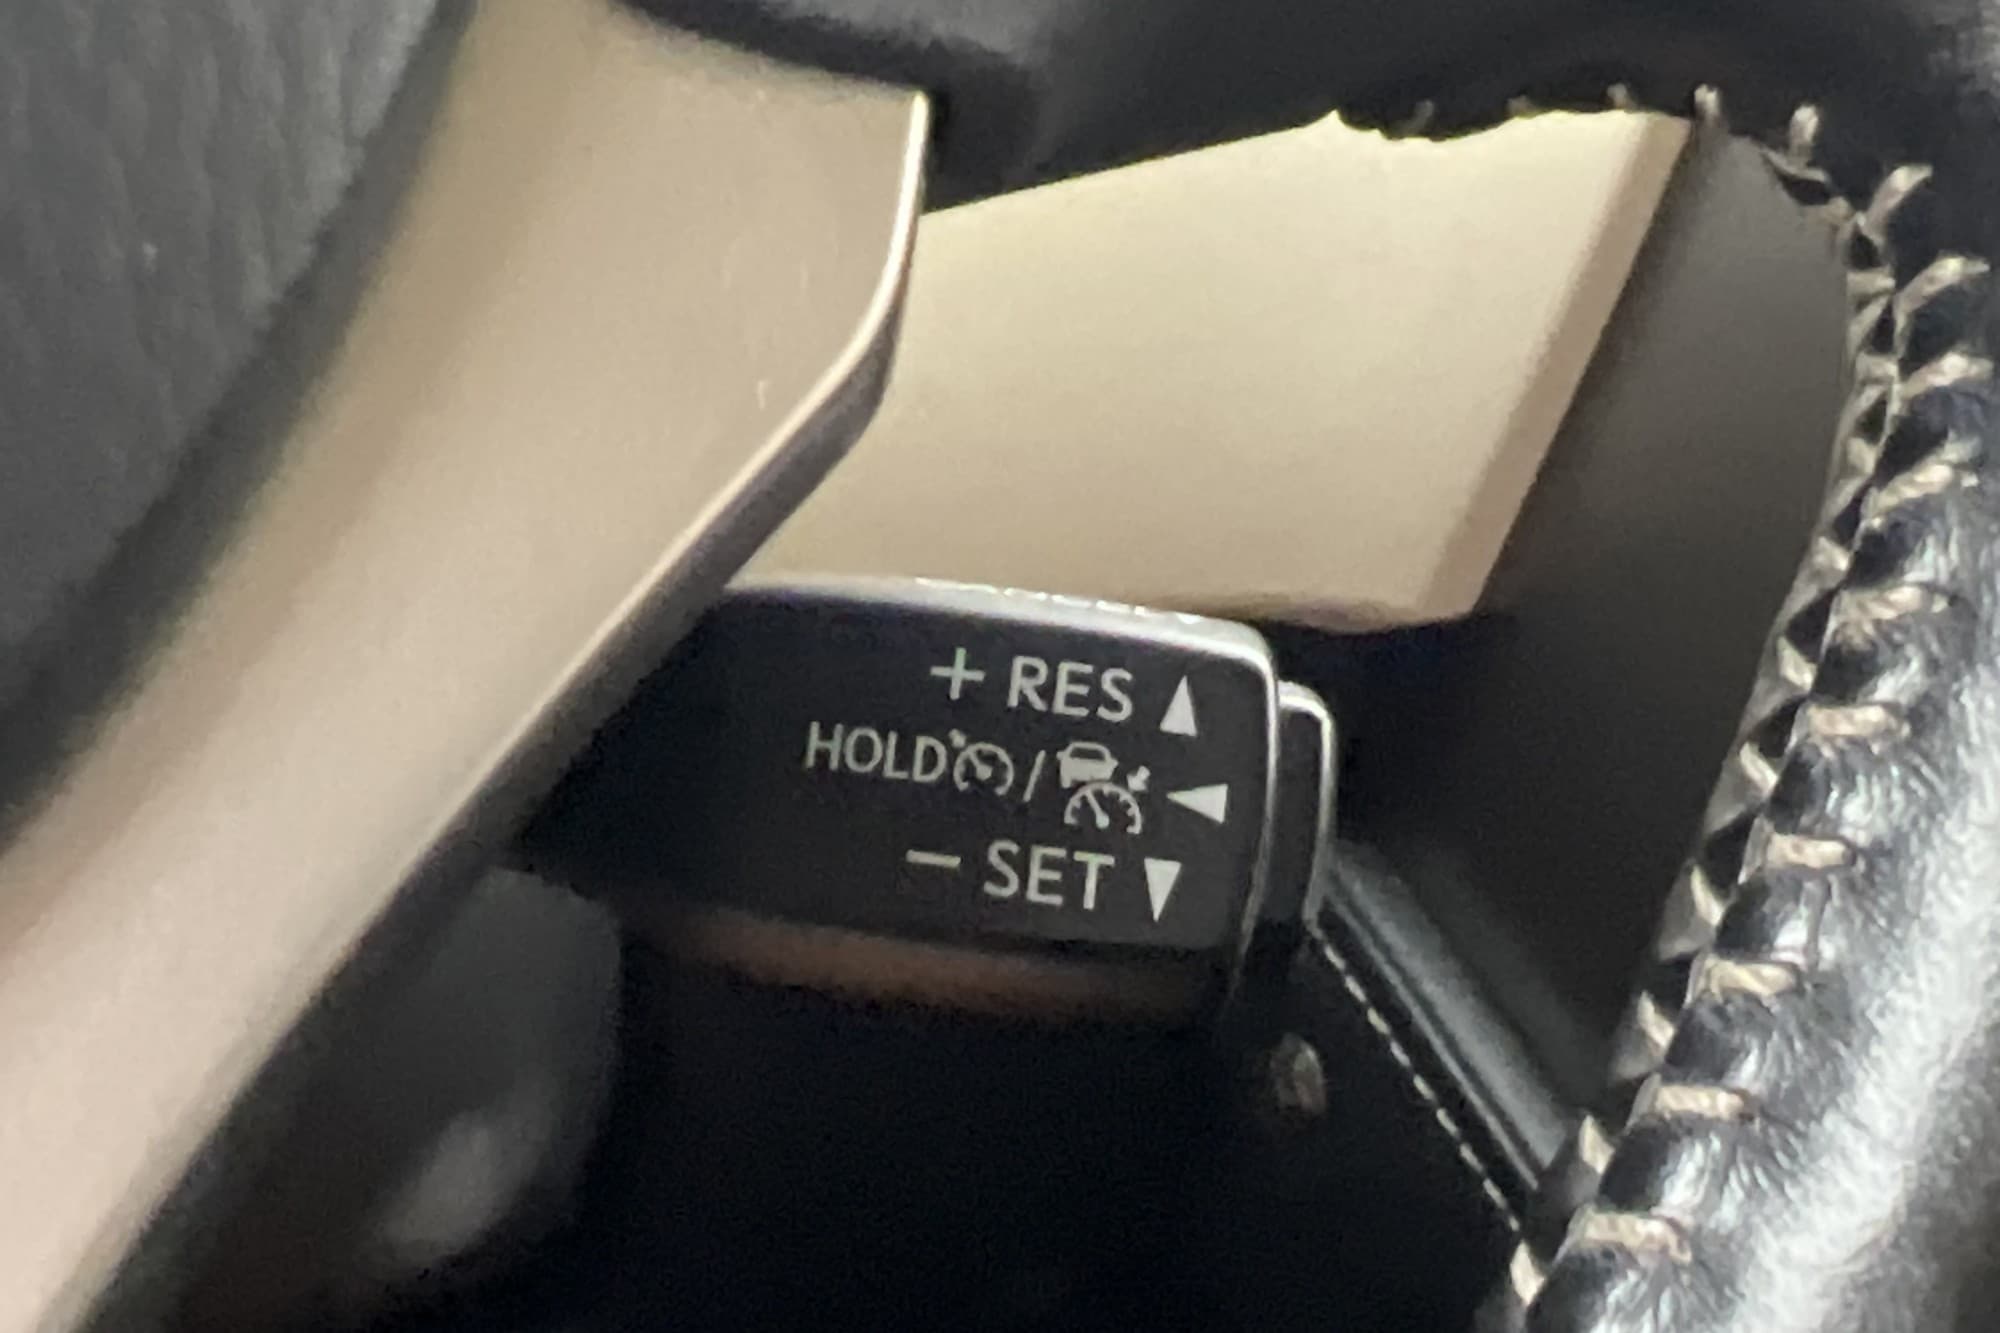 + RES ▲
HOLD / ◀
− SET ▼